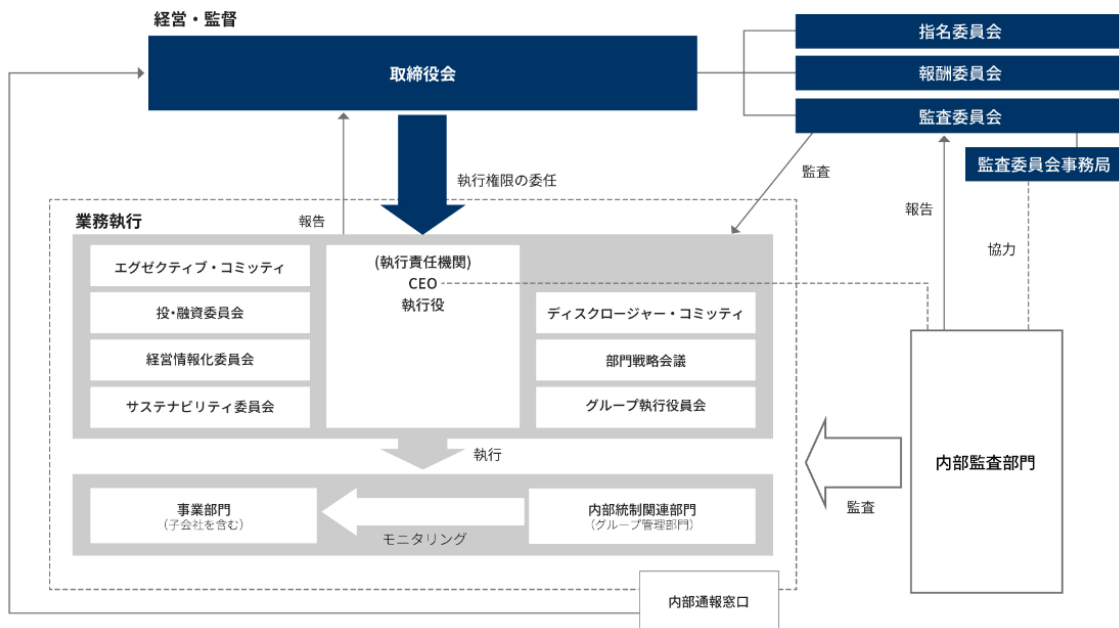 経営・監督
取締役会
指名委員会
報酬委員会
監査委員会
監査委員会事務局
監査
執行権限の委任
報告
報告
協力
業務執行
エグゼクティブ・コミッティ
投・融資委員会
経営情報化委員会
サステナビリティ委員会
(執行責任機関)
CEO
執行役
ディスクロージャー・コミッティ
部門戦略会議
グループ執行役員会
執行
内部監査部門
監査
事業部門
(子会社を含む)
モニタリング
内部統制関連部門
(グループ管理部門)
内部通報窓口